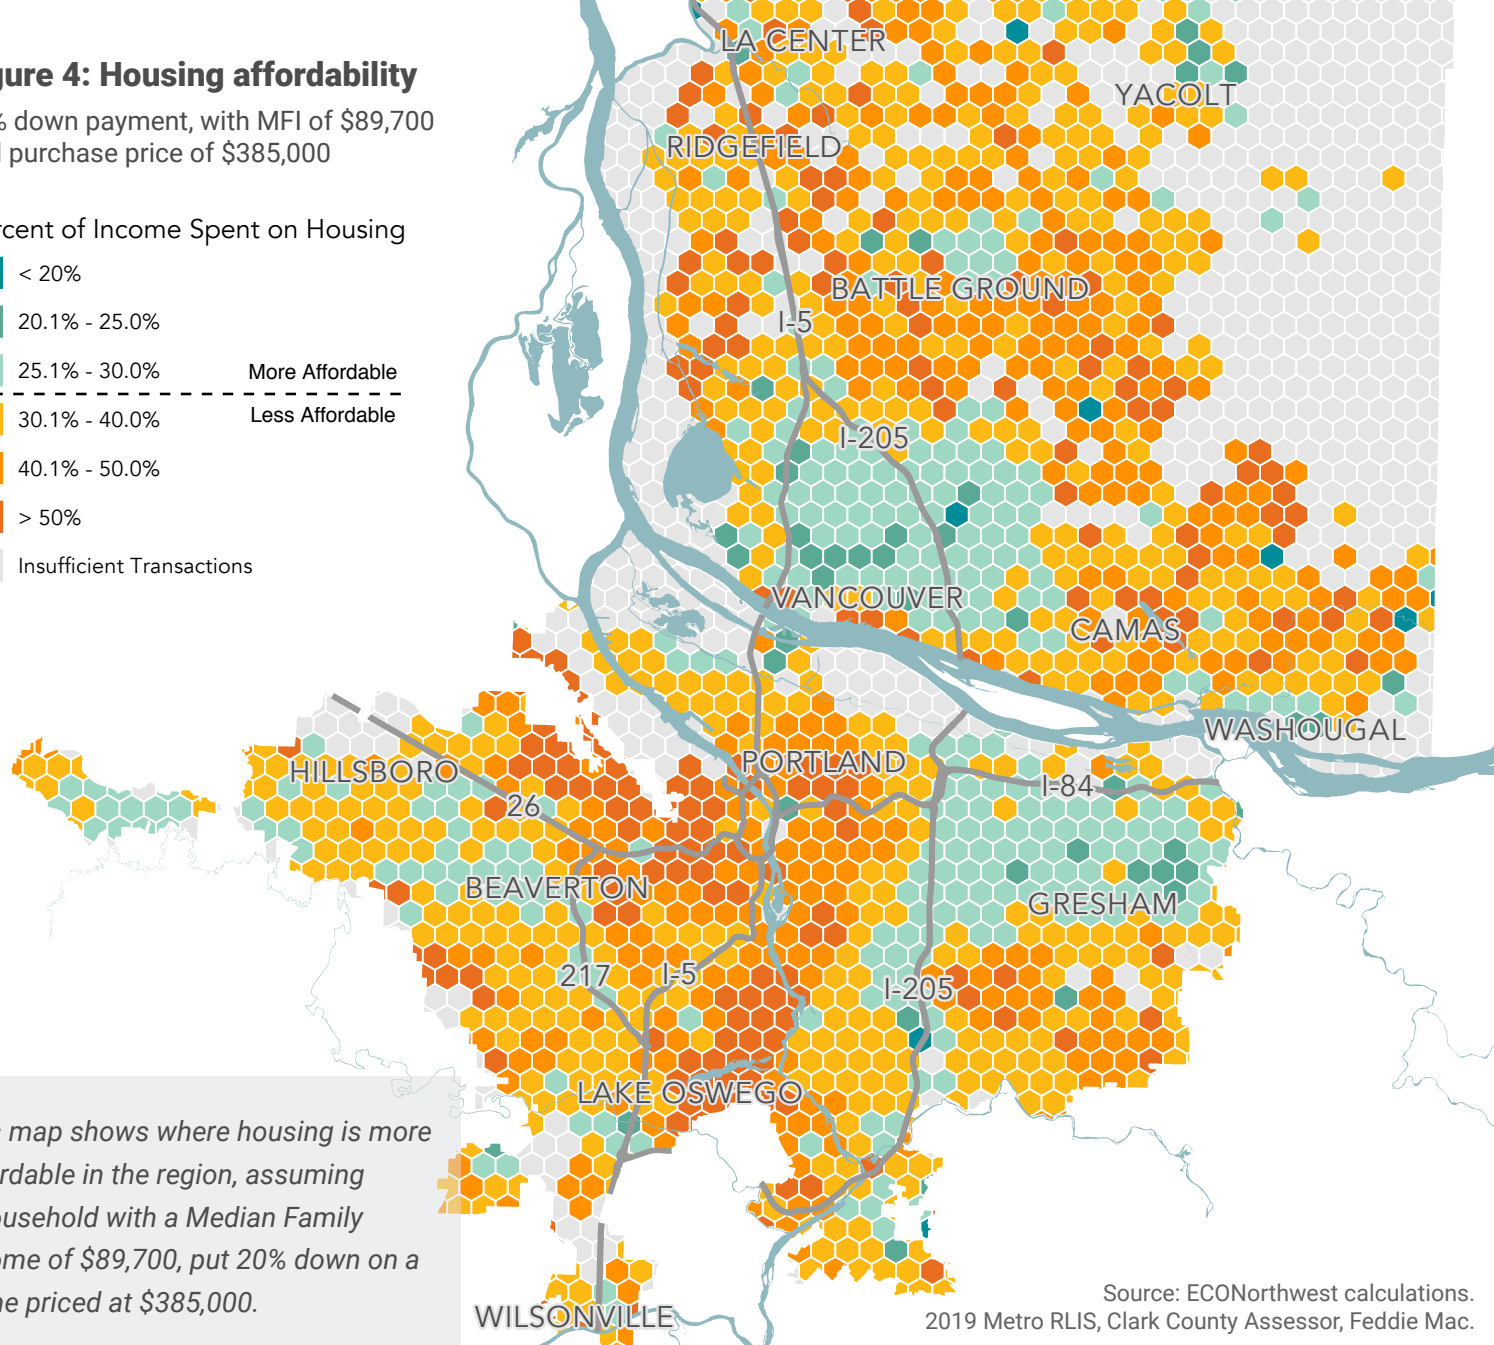 gure 4: Housing affordability
% down payment, with MFI of $89,700
purchase price of $385,000
rcent of Income Spent on Housing
< 20%
20.1% - 25.0%
25.1% - 30.0%
More Affordable
Less Affordable
30.1% - 40.0%
40.1% - 50.0%
> 50%
Insufficient Transactions
LA CENTER
YACOLT
RIDGEFIELD
BATTLE GROUND
I-5
I-205
VANCOUVER
CAMAS
WASHOUGAL
PORTLAND
HILLSBORO
I-84
26
BEAVERTON
GRESHAM
217
I-5
I-205
LAKE OSWEGO
WILSONVILLE
map shows where housing is more
rdable in the region, assuming
ousehold with a Median Family
ome of $89,700, put 20% down on a
ne priced at $385,000.
Source: ECONorthwest calculations.
2019 Metro RLIS, Clark County Assessor, Feddie Mac.